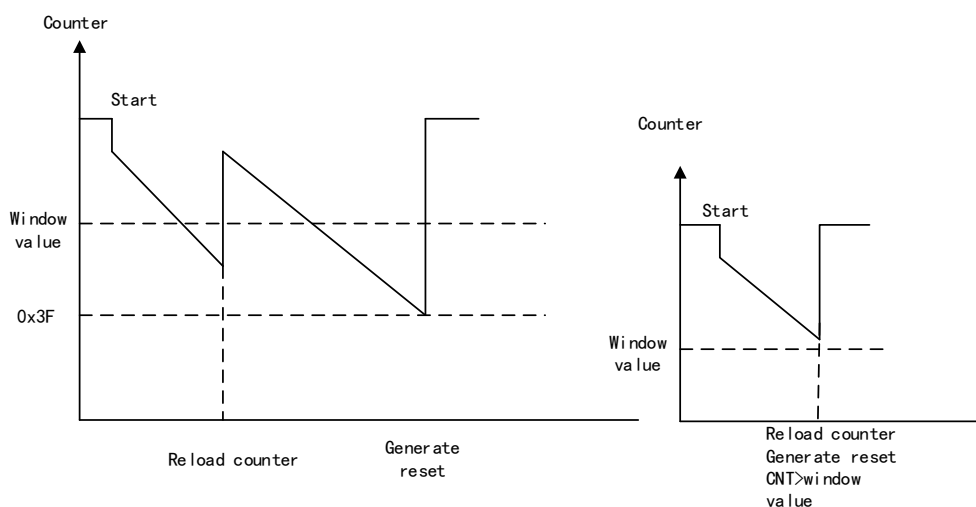 Counter
Start
Window
value
0x3F
Reload counter
Generate
reset
Counter
Start
Window
value
Reload counter
Generate reset
CNT>window
value